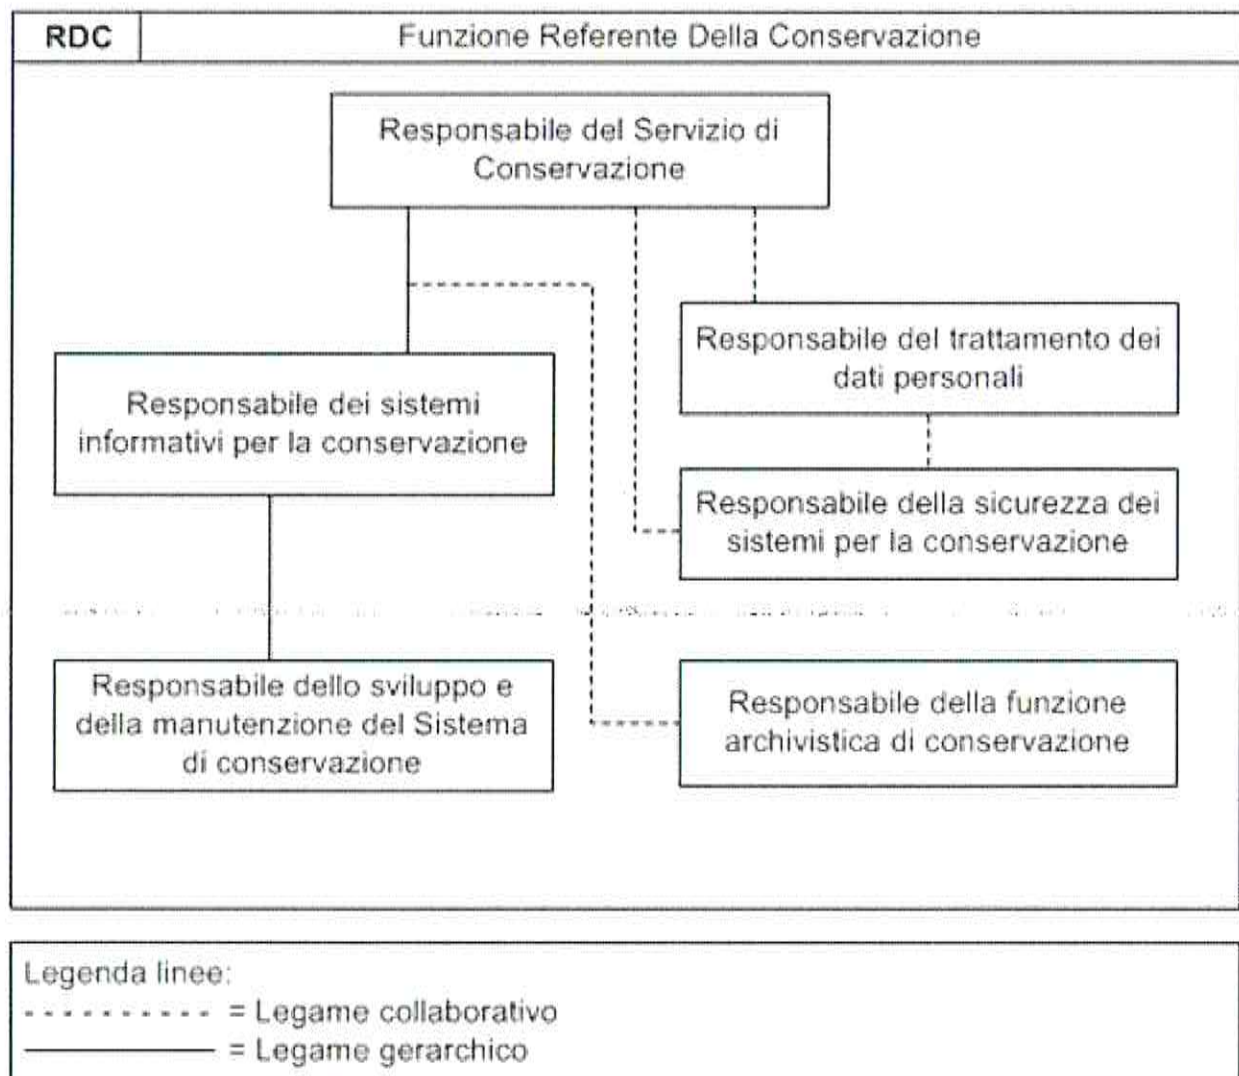 RDC
Funzione Referente Della Conservazione
Responsabile del Servizio di
Conservazione
Responsabile del trattamento dei
dati personali
Responsabile dei sistemi
informativi per la conservazione
Responsabile della sicurezza dei
sistemi per la conservazione
Responsabile dello sviluppo e
della manutenzione del Sistema
di conservazione
Responsabile della funzione
archivistica di conservazione
Legenda linee:
- - - - - - - - - - = Legame collaborativo
————— = Legame gerarchico